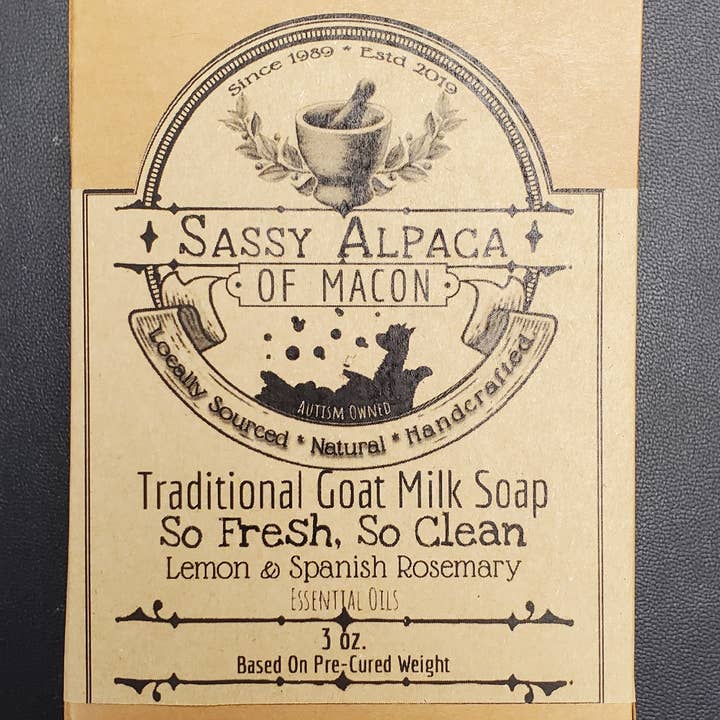 Since 1989 * Estd 2019
Sassy Alpaca
OF MACON
Autism Owned
Locally Sourced * Natural * Handcrafted
Traditional Goat Milk Soap
So Fresh, So Clean
Lemon & Spanish Rosemary
Essential Oils
3 oz.
Based On Pre-Cured Weight